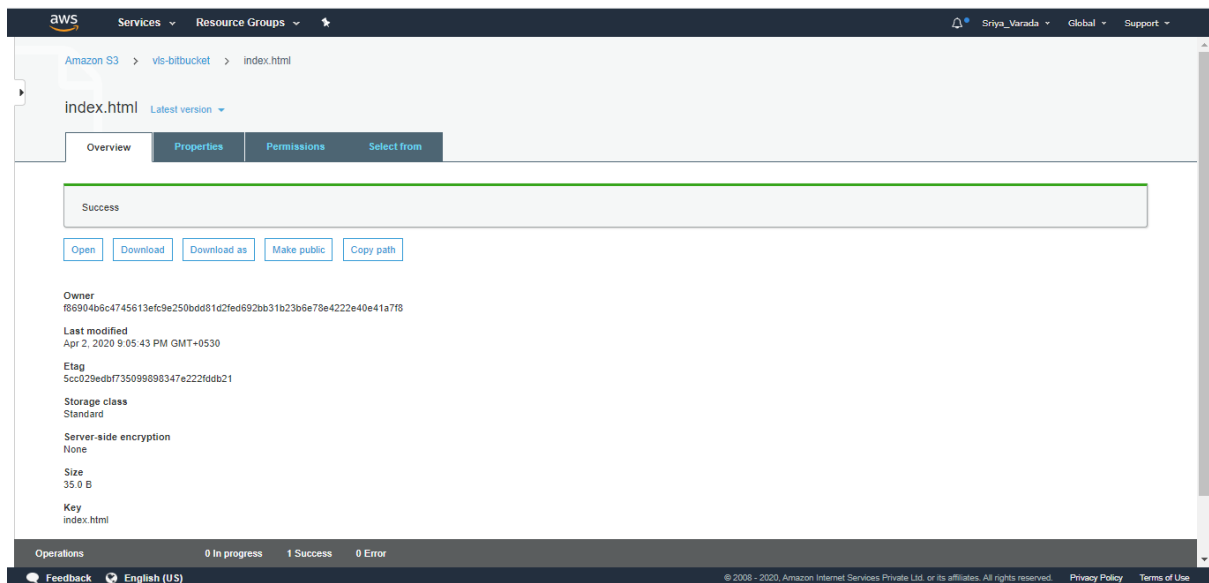 aws Services Resource Groups Sriya_Varada Global Support
Amazon S3 > vls-bitbucket > index.html
index.html Latest version
Overview Properties Permissions Select from
Success
Open Download Download as Make public Copy path
Owner
f86904b6c4745613efc9e250bdd81d2fed692bb31b23b6e78e4222e40e41a7f8
Last modified
Apr 2, 2020 9:05:43 PM GMT+0530
Etag
5cc029edbf735099898347e222fddb21
Storage class
Standard
Server-side encryption
None
Size
35.0 B
Key
index.html
Operations 0 In progress 1 Success 0 Error
Feedback English (US) © 2008 - 2020, Amazon Internet Services Private Ltd. or its affiliates. All rights reserved. Privacy Policy Terms of Use